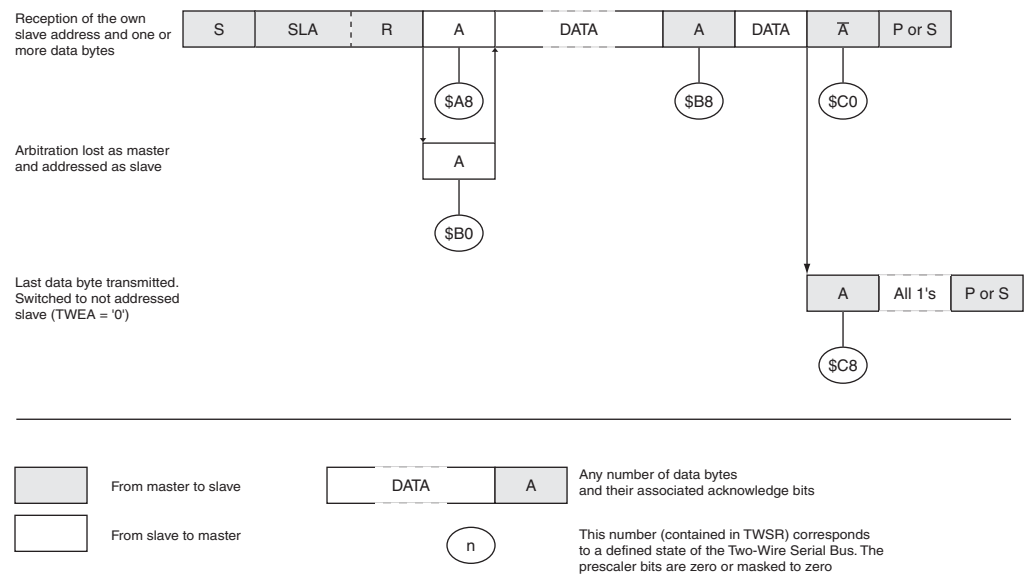 Reception of the own
slave address and one or
more data bytes
S SLA R A DATA A DATA A̅ P or S
$A8 $B8 $C0
Arbitration lost as master
and addressed as slave
A
$B0
Last data byte transmitted.
Switched to not addressed
slave (TWEA = '0')
A All 1's P or S
$C8
From master to slave
From slave to master
DATA A
Any number of data bytes
and their associated acknowledge bits
n
This number (contained in TWSR) corresponds
to a defined state of the Two-Wire Serial Bus. The
prescaler bits are zero or masked to zero